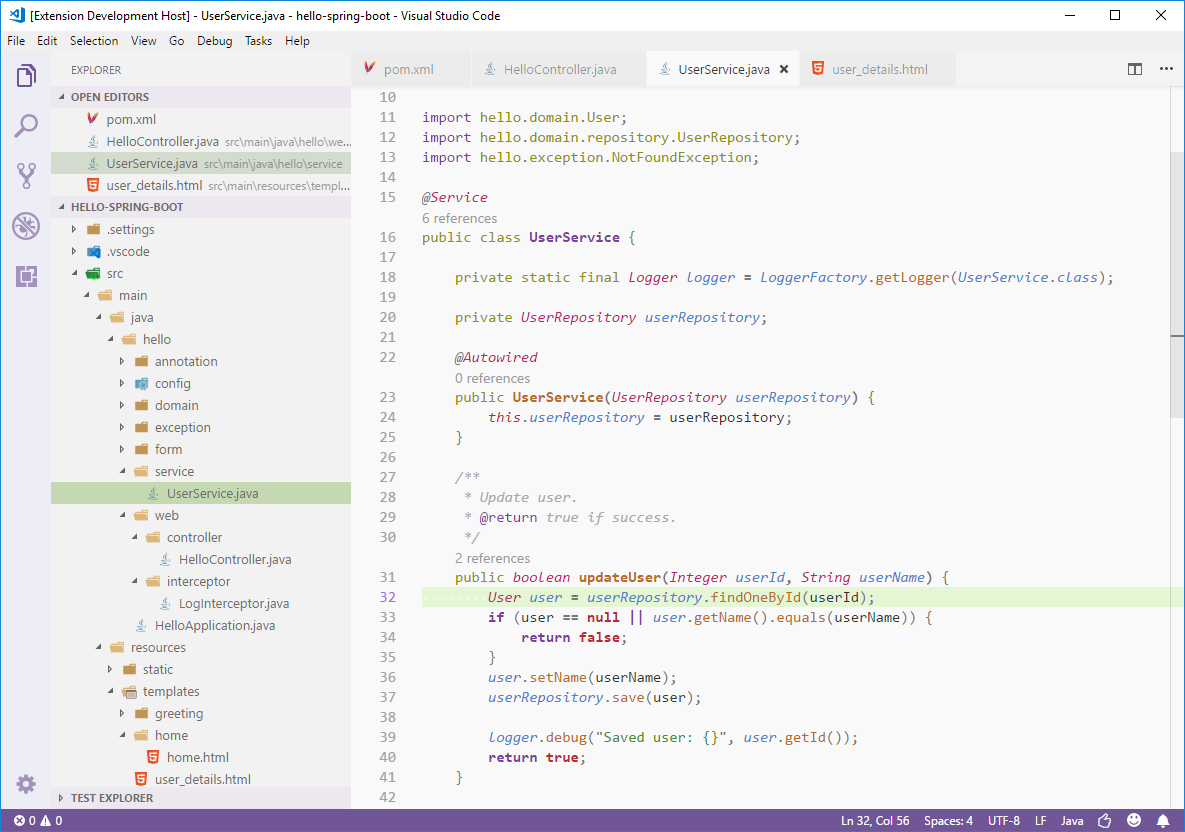 [Extension Development Host] - UserService.java - hello-spring-boot - Visual Studio Code
File Edit Selection View Go Debug Tasks Help
EXPLORER
OPEN EDITORS
pom.xml
HelloController.java src\main\java\hello\we...
UserService.java src\main\java\hello\service
user_details.html src\main\resources\templ...
HELLO-SPRING-BOOT
.settings
.vscode
src
main
java
hello
annotation
config
domain
exception
form
service
UserService.java
web
controller
HelloController.java
interceptor
LogInterceptor.java
HelloApplication.java
resources
static
templates
greeting
home
home.html
user_details.html
TEST EXPLORER
pom.xml HelloController.java UserService.java user_details.html
10
11 import hello.domain.User;
12 import hello.domain.repository.UserRepository;
13 import hello.exception.NotFoundException;
14
15 @Service
6 references
16 public class UserService {
17
18 private static final Logger logger = LoggerFactory.getLogger(UserService.class);
19
20 private UserRepository userRepository;
21
22 @Autowired
0 references
23 public UserService(UserRepository userRepository) {
24 this.userRepository = userRepository;
25 }
26
27 /**
28 * Update user.
29 * @return true if success.
30 */
2 references
31 public boolean updateUser(Integer userId, String userName) {
32 User user = userRepository.findOneById(userId);
33 if (user == null || user.getName().equals(userName)) {
34 return false;
35 }
36 user.setName(userName);
37 userRepository.save(user);
38
39 logger.debug("Saved user: {}", user.getId());
40 return true;
41 }
42
0 0 Ln 32, Col 56 Spaces: 4 UTF-8 LF Java